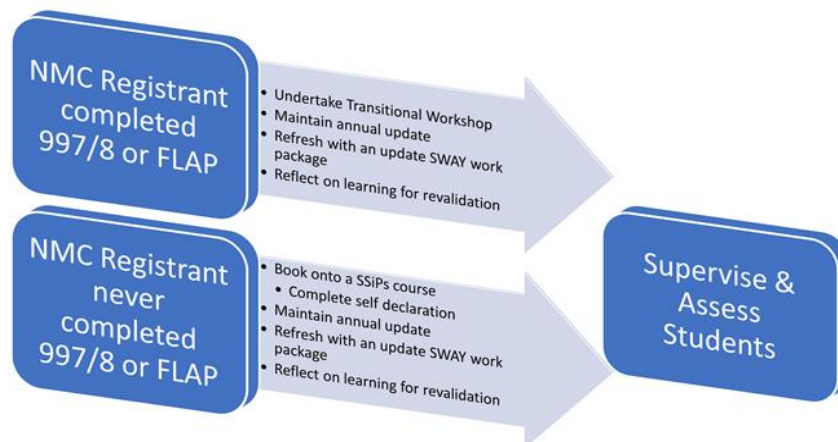 NMC Registrant
completed
997/8 or FLAP
• Undertake Transitional Workshop
• Maintain annual update
• Refresh with an update SWAY work
package
• Reflect on learning for revalidation
NMC Registrant
never
completed
997/8 or FLAP
• Book onto a SSiPs course
• Complete self declaration
• Maintain annual update
• Refresh with an update SWAY work
package
• Reflect on learning for revalidation
Supervise &
Assess
Students